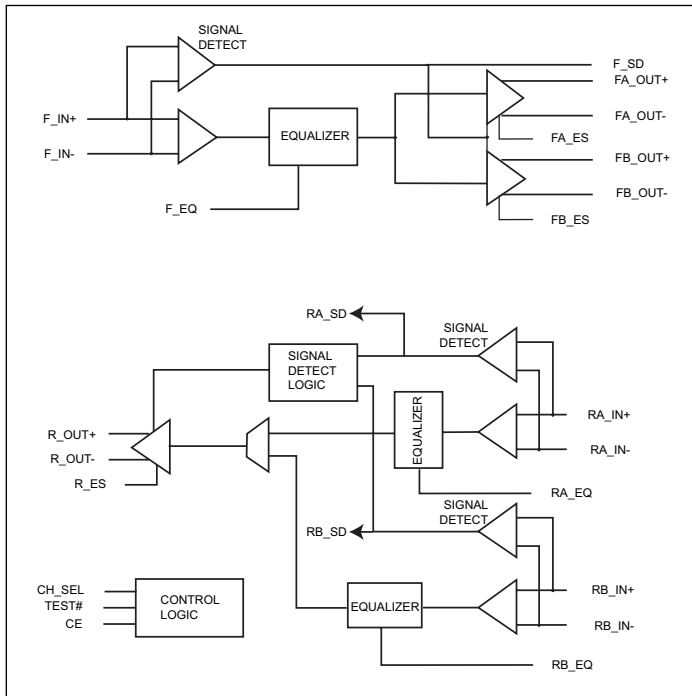 SIGNAL
DETECT
F_SD
FA_OUT+
F_IN+
FA_OUT-
EQUALIZER
FA_ES
F_IN-
FB_OUT+
FB_OUT-
F_EQ
FB_ES
RA_SD
SIGNAL
DETECT
SIGNAL
DETECT
LOGIC
EQUALIZER
RA_IN+
R_OUT+
RA_IN-
R_OUT-
R_ES
RA_EQ
SIGNAL
DETECT
RB_SD
CH_SEL
TEST#
CE
CONTROL
LOGIC
EQUALIZER
RB_IN+
RB_IN-
RB_EQ